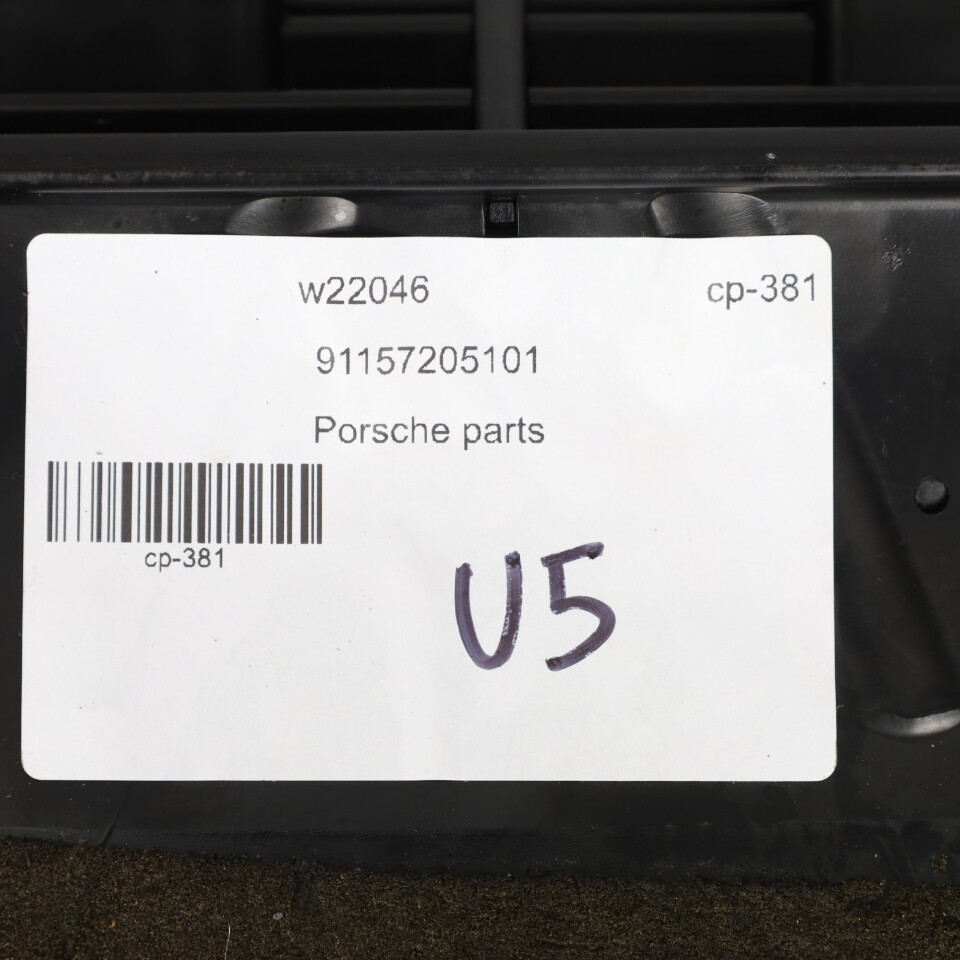 w22046 cp-381
91157205101
Porsche parts
cp-381
U5